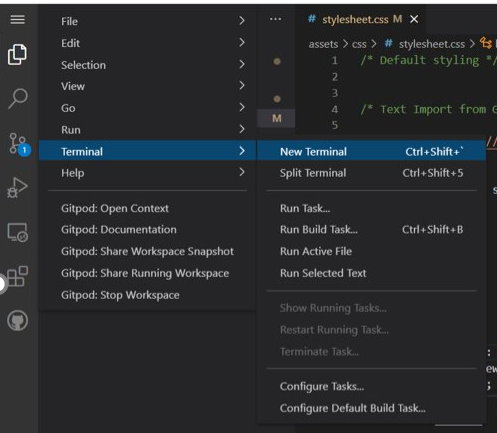 File
Edit
Selection
View
Go
Run
Terminal
Help
Gitpod: Open Context
Gitpod: Documentation
Gitpod: Share Workspace Snapshot
Gitpod: Share Running Workspace
Gitpod: Stop Workspace
1
M
# stylesheet.css M
assets > css > # stylesheet.css >
1 /* Default styling */
2
3
4 /* Text Import from G
5
//
New Terminal Ctrl+Shift+`
Split Terminal Ctrl+Shift+5
Run Task...
Run Build Task... Ctrl+Shift+B
Run Active File
Run Selected Text
Show Running Tasks...
Restart Running Task...
Terminate Task...
Configure Tasks...
Configure Default Build Task...